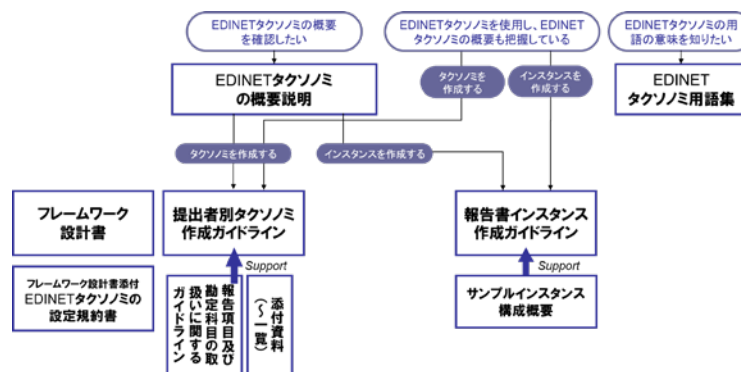 EDINETタクソノミの概要
を確認したい
EDINETタクソノミを使用し、EDINET
タクソノミの概要も把握している
EDINETタクソノミの用
語の意味を知りたい
EDINETタクソノミ
の概要説明
タクソノミを
作成する
インスタンスを
作成する
EDINET
タクソノミ用語集
タクソノミを作成する
インスタンスを作成する
フレームワーク
設計書
提出者別タクソノミ
作成ガイドライン
報告書インスタンス
作成ガイドライン
Support
Support
フレームワーク設計書添付
EDINETタクソノミの
設定規約書
報告項目及び
勘定科目の取
扱いに関する
ガイドライン
添付資料
(~一覧)
サンプルインスタンス
構成概要